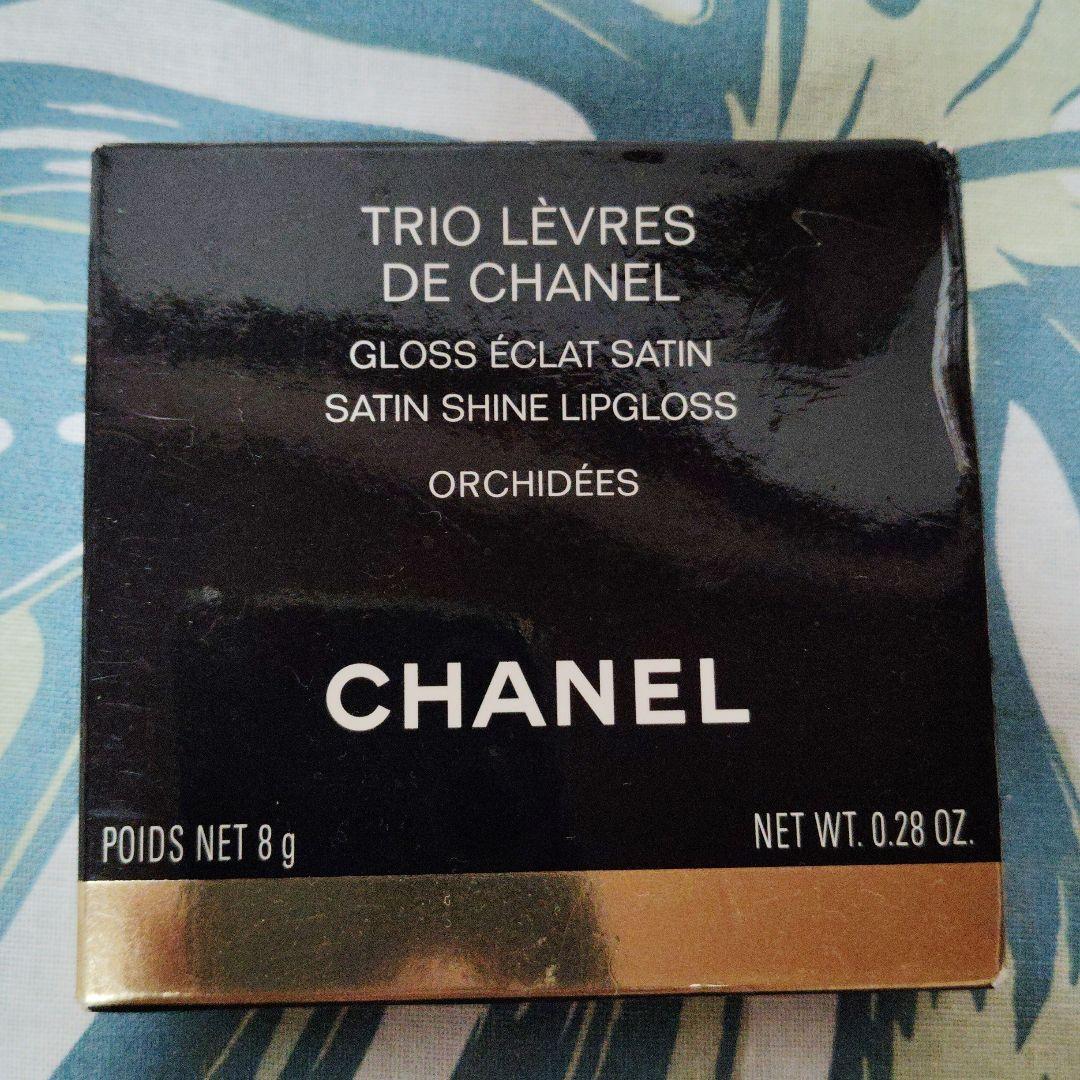 TRIO LÈVRES
DE CHANEL
GLOSS ÉCLAT SATIN
SATIN SHINE LIPGLOSS
ORCHIDÉES
CHANEL
POIDS NET 8 g
NET WT. 0.28 OZ.